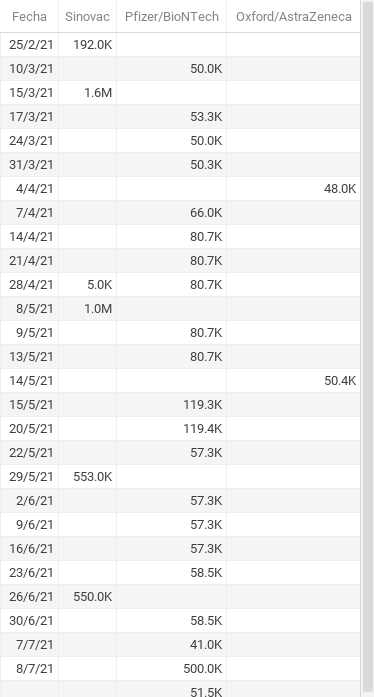 Fecha Sinovac Pfizer/BioNTech Oxford/AstraZeneca
25/2/21 192.0K
10/3/21 50.0K
15/3/21 1.6M
17/3/21 53.3K
24/3/21 50.0K
31/3/21 50.3K
4/4/21 48.0K
7/4/21 66.0K
14/4/21 80.7K
21/4/21 80.7K
28/4/21 5.0K 80.7K
8/5/21 1.0M
9/5/21 80.7K
13/5/21 80.7K
14/5/21 50.4K
15/5/21 119.3K
20/5/21 119.4K
22/5/21 57.3K
29/5/21 553.0K
2/6/21 57.3K
9/6/21 57.3K
16/6/21 57.3K
23/6/21 58.5K
26/6/21 550.0K
30/6/21 58.5K
7/7/21 41.0K
8/7/21 500.0K
51.5K